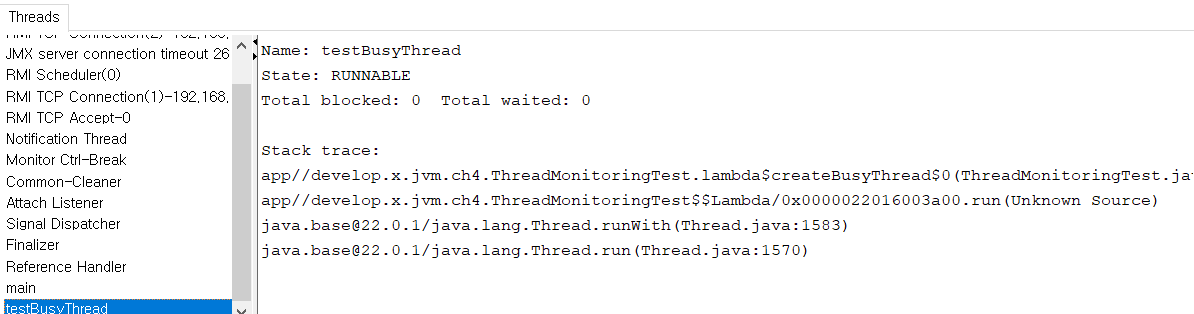 Threads
JMX server connection timeout 26
RMI Scheduler(0)
RMI TCP Connection(1)-192,168,
RMI TCP Accept-0
Notification Thread
Monitor Ctrl-Break
Common-Cleaner
Attach Listener
Signal Dispatcher
Finalizer
Reference Handler
main
testBusyThread
Name: testBusyThread
State: RUNNABLE
Total blocked: 0  Total waited: 0
Stack trace:
app//develop.x.jvm.ch4.ThreadMonitoringTest.lambda$createBusyThread$0(ThreadMonitoringTest.ja
app//develop.x.jvm.ch4.ThreadMonitoringTest$$Lambda/0x0000022016003a00.run(Unknown Source)
java.base@22.0.1/java.lang.Thread.runWith(Thread.java:1583)
java.base@22.0.1/java.lang.Thread.run(Thread.java:1570)